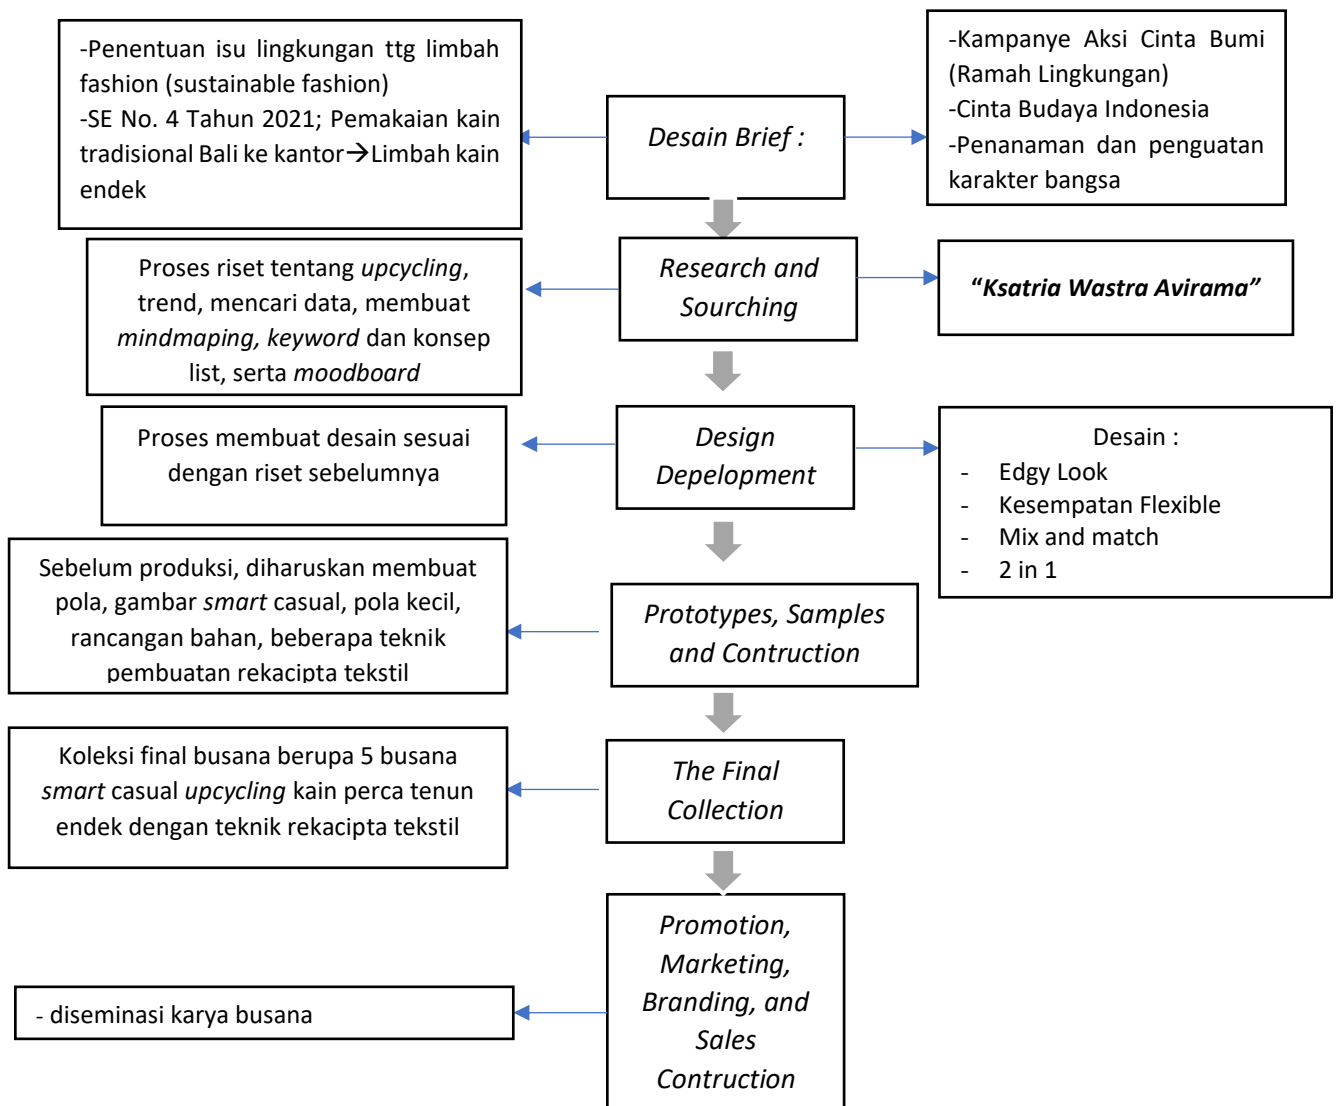 -Penentuan isu lingkungan ttg limbah
fashion (sustainable fashion)
-SE No. 4 Tahun 2021; Pemakaian kain
tradisional Bali ke kantor→Limbah kain
endek
Desain Brief :
-Kampanye Aksi Cinta Bumi
(Ramah Lingkungan)
-Cinta Budaya Indonesia
-Penanaman dan penguatan
karakter bangsa
Proses riset tentang upcycling,
trend, mencari data, membuat
mindmaping, keyword dan konsep
list, serta moodboard
Research and
Sourching
“Ksatria Wastra Avirama”
Proses membuat desain sesuai
dengan riset sebelumnya
Design
Depelopment
Desain :
- Edgy Look
- Kesempatan Flexible
- Mix and match
- 2 in 1
Sebelum produksi, diharuskan membuat
pola, gambar smart casual, pola kecil,
rancangan bahan, beberapa teknik
pembuatan rekacipta tekstil
Prototypes, Samples
and Contruction
Koleksi final busana berupa 5 busana
smart casual upcycling kain perca tenun
endek dengan teknik rekacipta tekstil
The Final
Collection
- diseminasi karya busana
Promotion,
Marketing,
Branding, and
Sales
Contruction